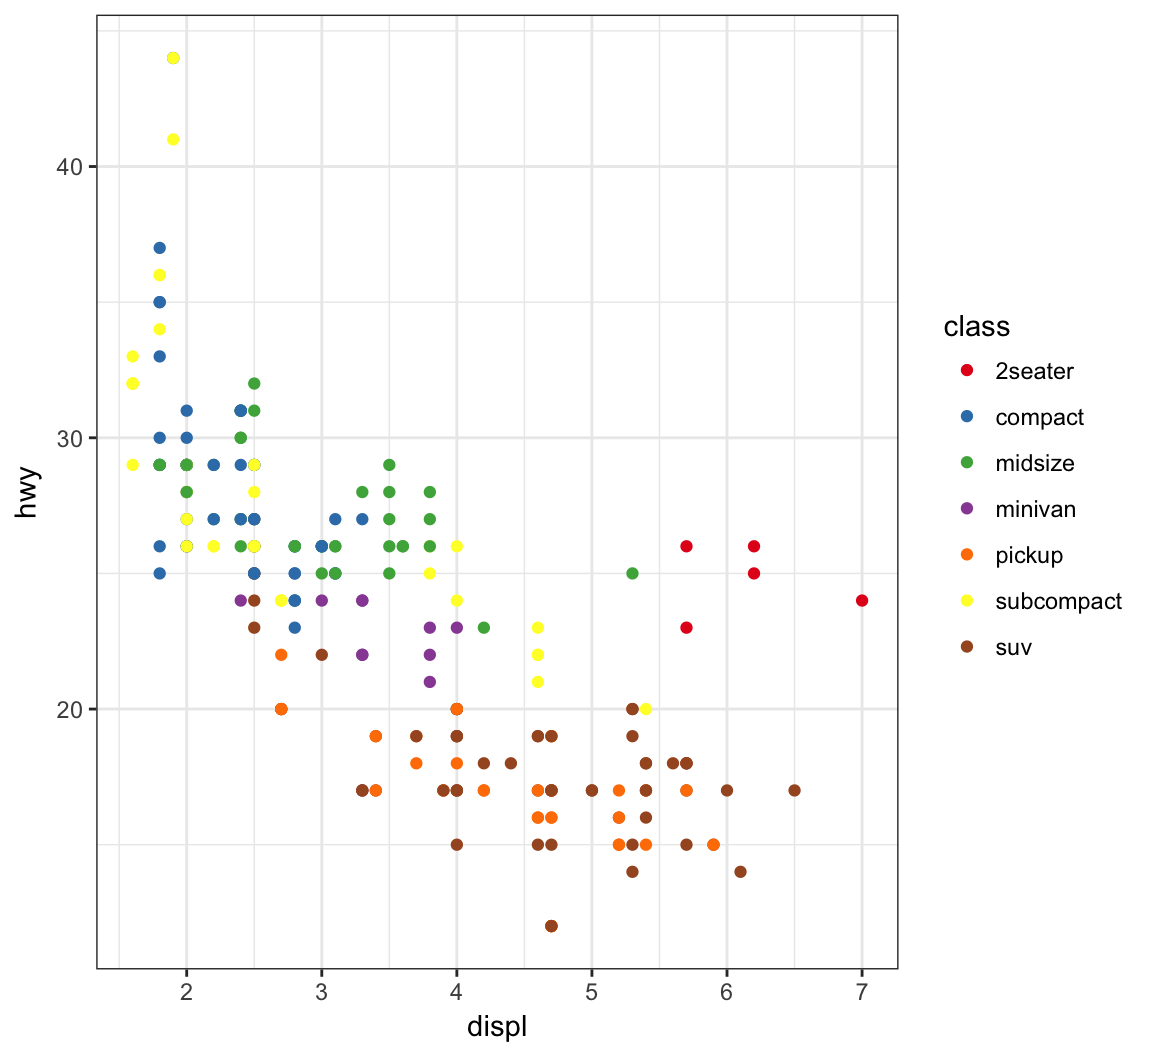 40
30
20
hwy
2 3 4 5 6 7
displ
class
2seater
compact
midsize
minivan
pickup
subcompact
suv